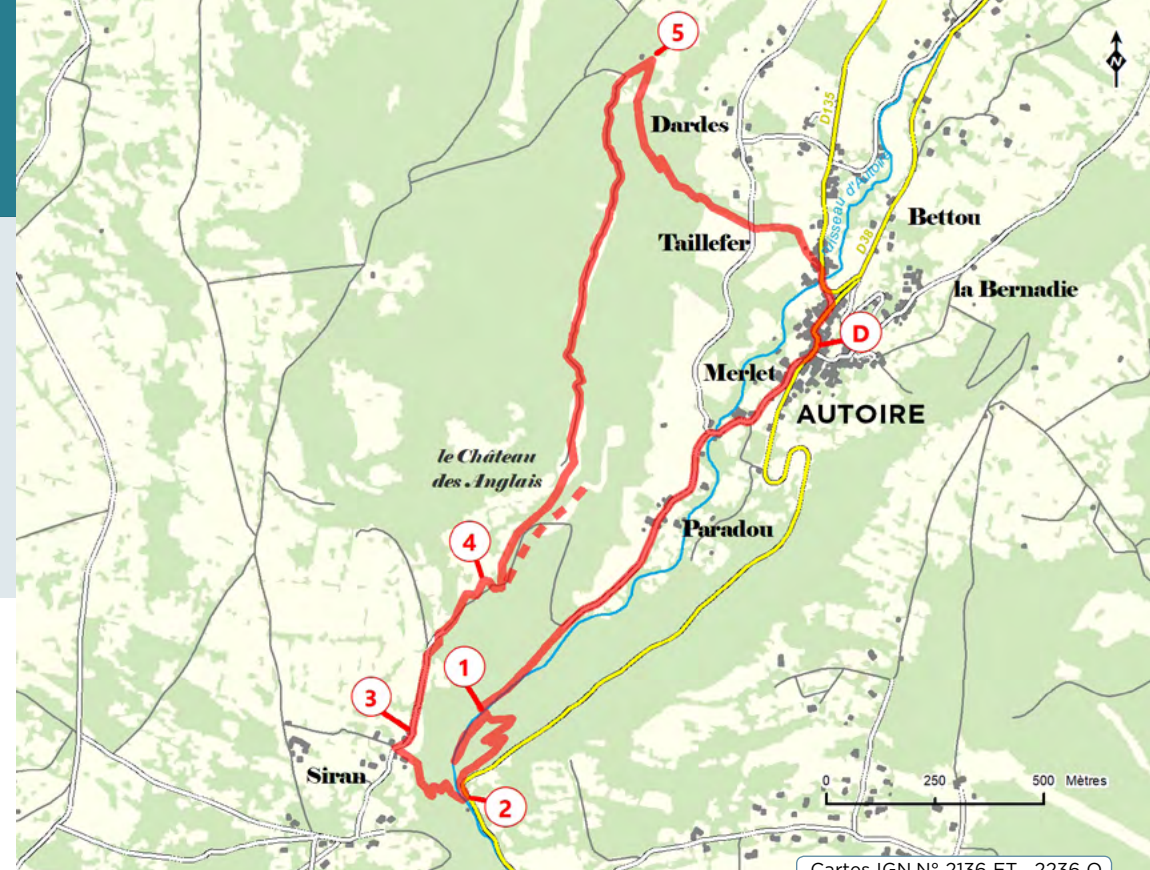 5
N
Dardes
D135
Ruisseau d'Autoire
Bettou
D38
Taillefer
la Bernadie
D
Merlet
AUTOIRE
le Château
des Anglais
Paradou
4
1
3
Siran
2
0 250 500 Mètres
Cartes IGN N° 2136 ET - 2236 O